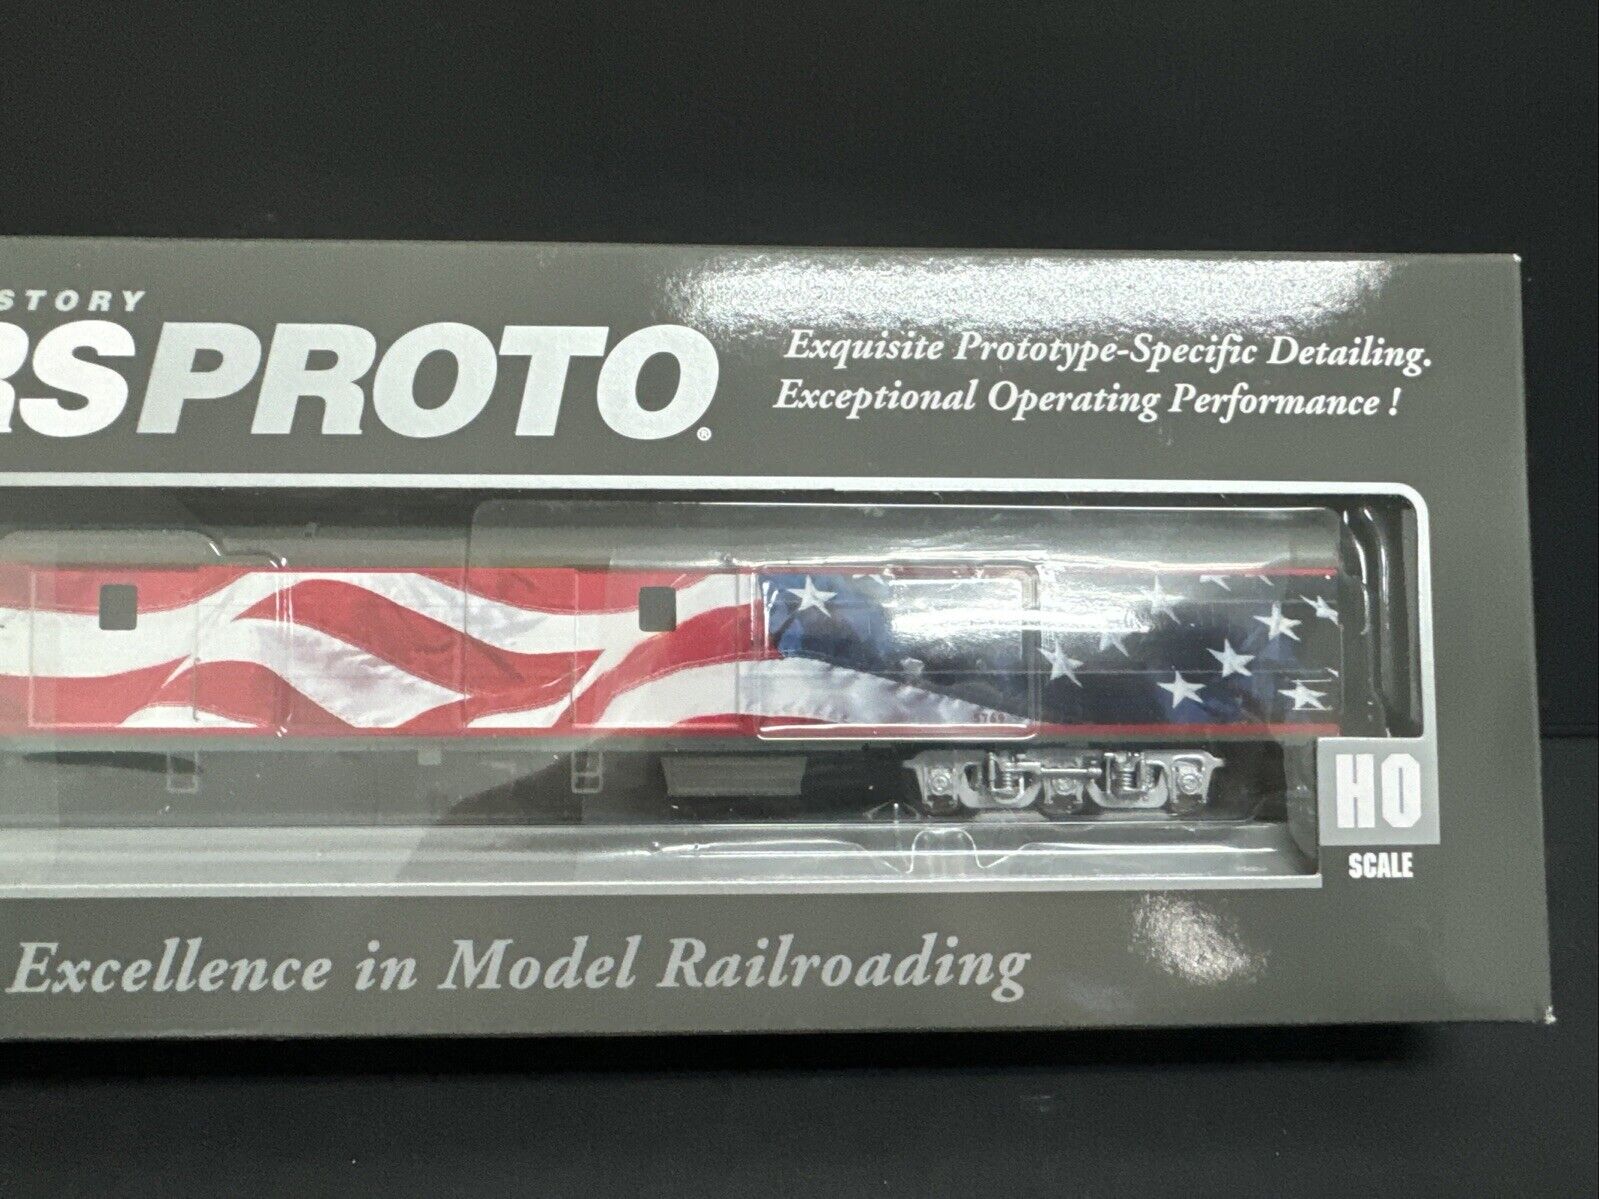 STORY
RSPROTO®
Exquisite Prototype-Specific Detailing.
Exceptional Operating Performance !
HO
SCALE
Excellence in Model Railroading